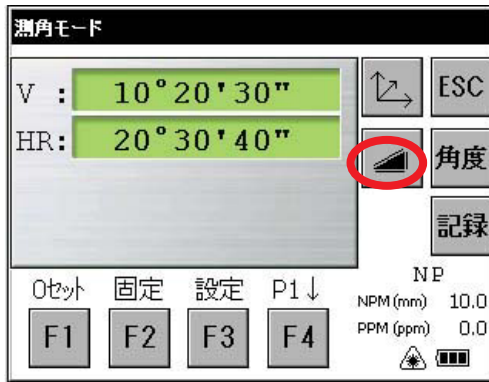 測角モード
V : 10°20'30"
ESC
HR: 20°30'40"
角度
記録
0セット 固定 設定 P1↓
F1 F2 F3 F4
NP
NPM (mm) 10.0
PPM (ppm) 0.0